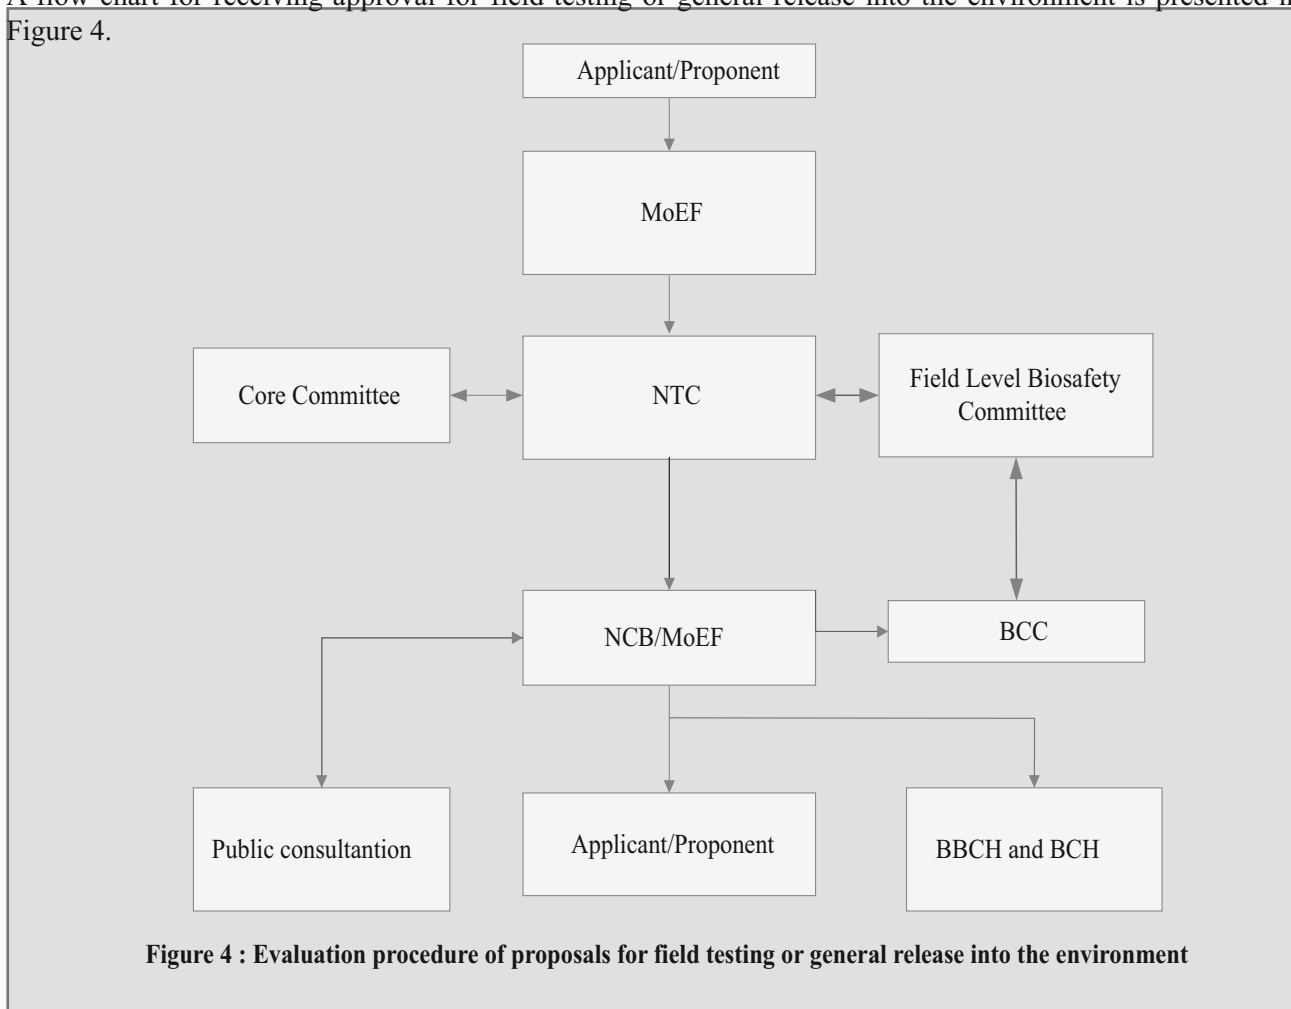 A flow chart for receiving approval for field testing or general release into the environment is presented in
Figure 4.
Applicant/Proponent
MoEF
Core Committee
NTC
Field Level Biosafety
Committee
NCB/MoEF
BCC
Public consultantion
Applicant/Proponent
BBCH and BCH
Figure 4 : Evaluation procedure of proposals for field testing or general release into the environment